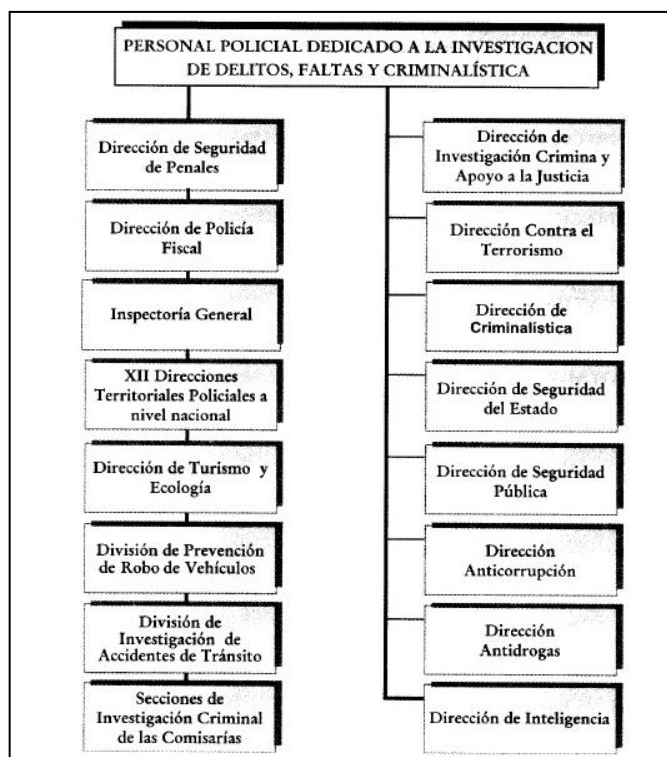 PERSONAL POLICIAL DEDICADO A LA INVESTIGACION
DE DELITOS, FALTAS Y CRIMINALÍSTICA
Dirección de Seguridad
de Penales
Dirección de Policía
Fiscal
Inspectoría General
XII Direcciones
Territoriales Policiales a
nivel nacional
Dirección de Turismo y
Ecología
División de Prevención
de Robo de Vehículos
División de
Investigación de
Accidentes de Tránsito
Secciones de
Investigación Criminal
de las Comisarías
Dirección de
Investigación Crimina y
Apoyo a la Justicia
Dirección Contra el
Terrorismo
Dirección de
Criminalística
Dirección de Seguridad
del Estado
Dirección de Seguridad
Pública
Dirección
Anticorrupción
Dirección
Antidrogas
Dirección de Inteligencia